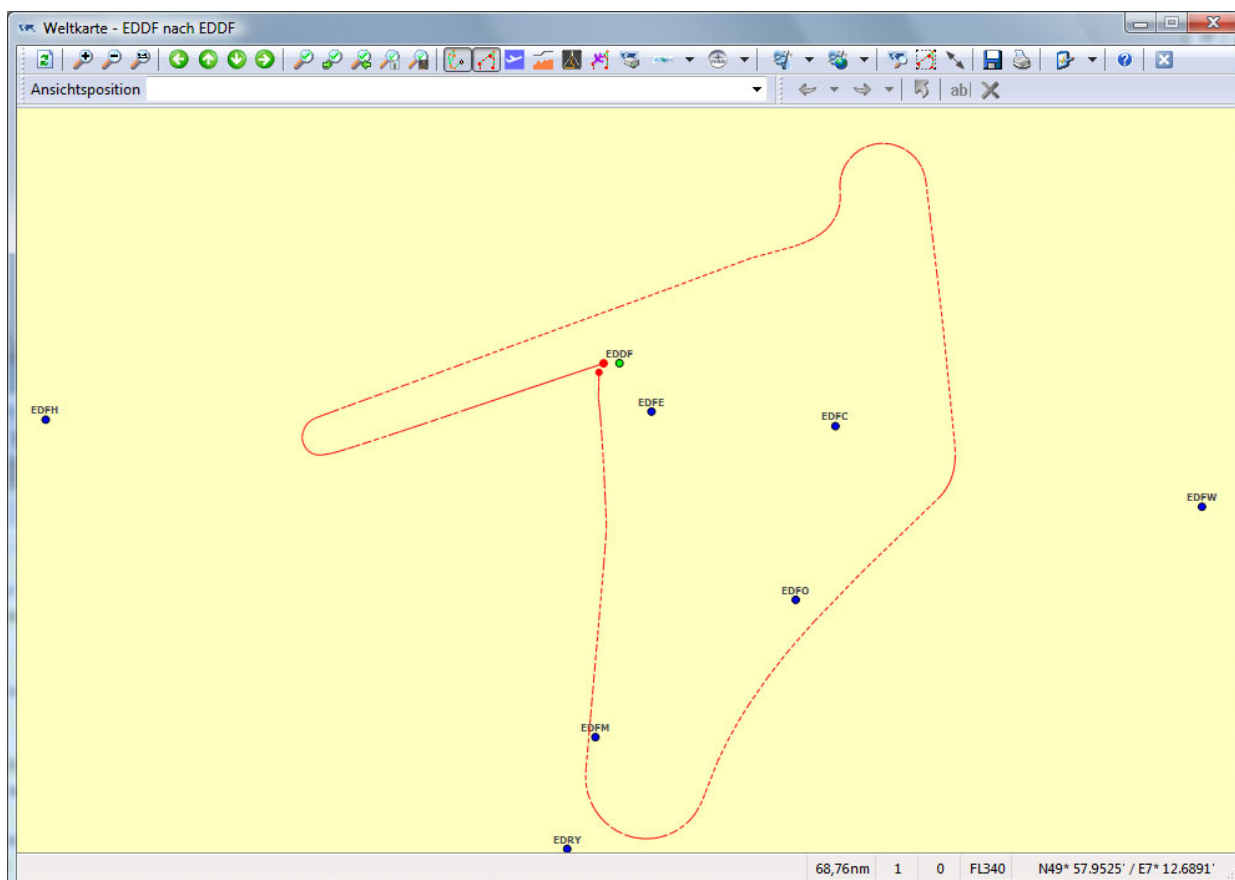 Weltkarte - EDDF nach EDDF
Ansichtsposition
ab|
EDDF
EDFH
EDFE
EDFC
EDFW
EDFO
EDFM
EDRY
68,76nm 1 0 FL340 N49* 57.9525' / E7* 12.6891'